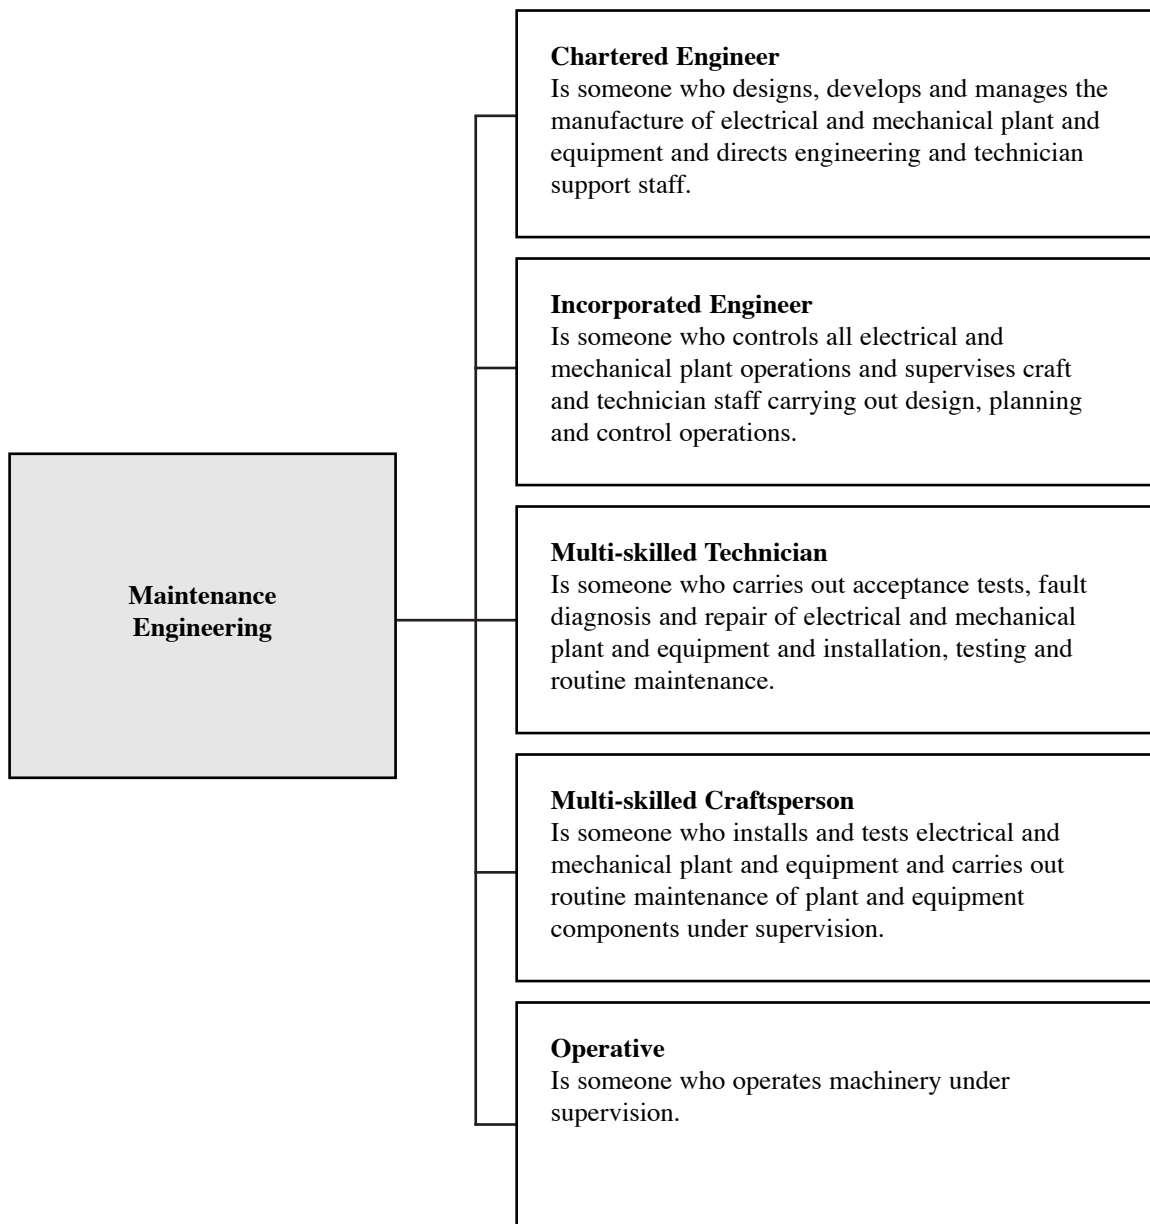 Chartered Engineer
Is someone who designs, develops and manages the
manufacture of electrical and mechanical plant and
equipment and directs engineering and technician
support staff.
Incorporated Engineer
Is someone who controls all electrical and
mechanical plant operations and supervises craft
and technician staff carrying out design, planning
and control operations.
Maintenance
Engineering
Multi-skilled Technician
Is someone who carries out acceptance tests, fault
diagnosis and repair of electrical and mechanical
plant and equipment and installation, testing and
routine maintenance.
Multi-skilled Craftsperson
Is someone who installs and tests electrical and
mechanical plant and equipment and carries out
routine maintenance of plant and equipment
components under supervision.
Operative
Is someone who operates machinery under
supervision.